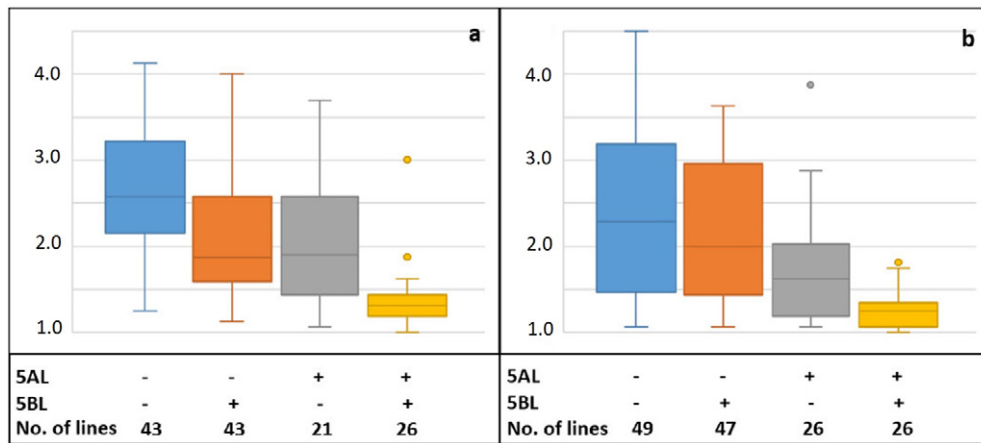 a
4.0
3.0
2.0
1.0
5AL - - + +
5BL - + - +
No. of lines 43 43 21 26
b
4.0
3.0
2.0
1.0
5AL - - + +
5BL - + - +
No. of lines 49 47 26 26